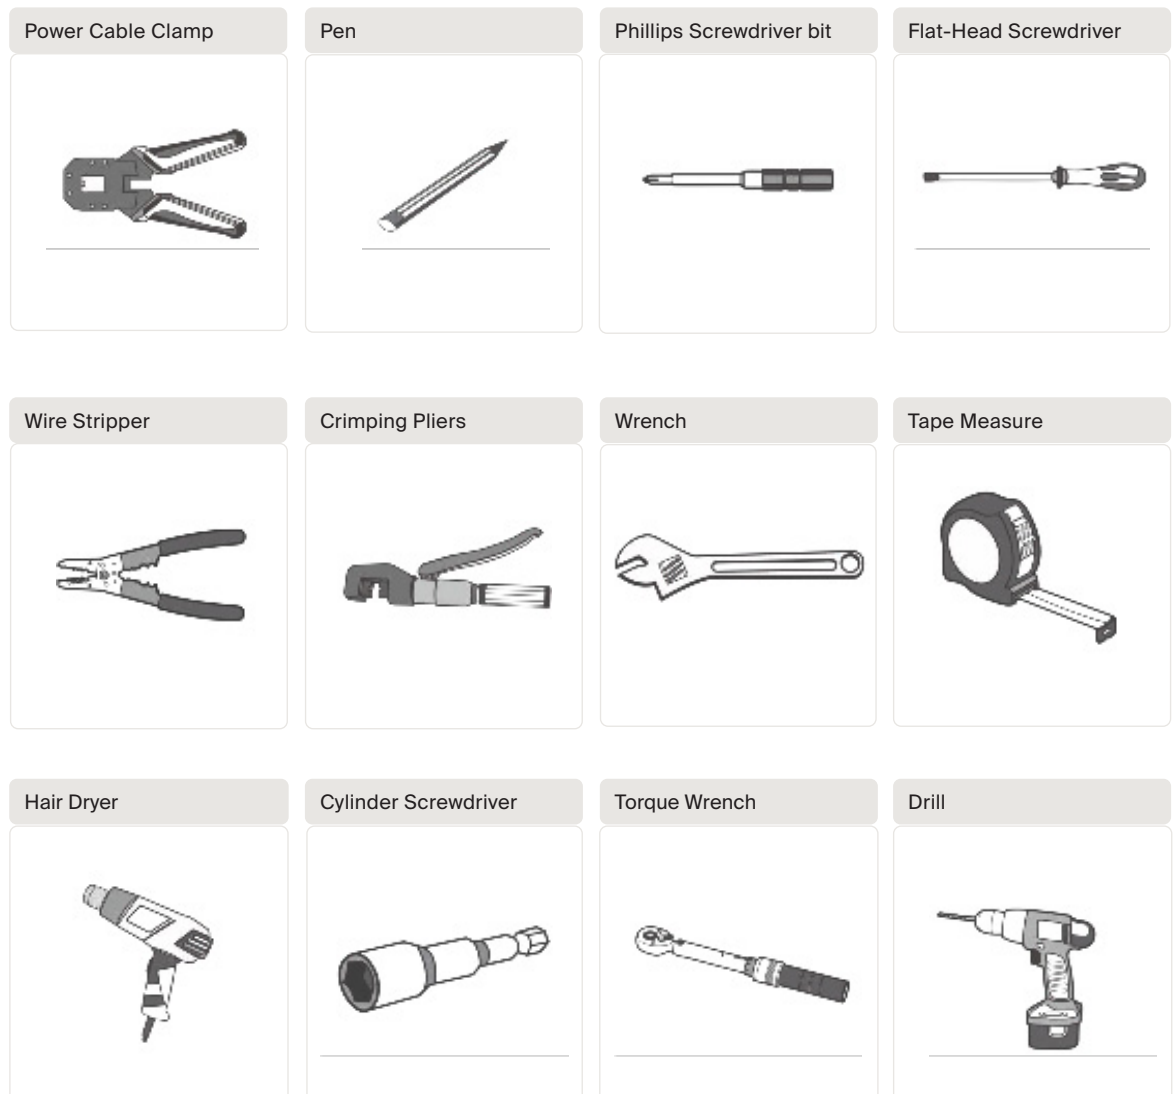 Power Cable Clamp
Pen
Phillips Screwdriver bit
Flat-Head Screwdriver
Wire Stripper
Crimping Pliers
Wrench
Tape Measure
Hair Dryer
Cylinder Screwdriver
Torque Wrench
Drill